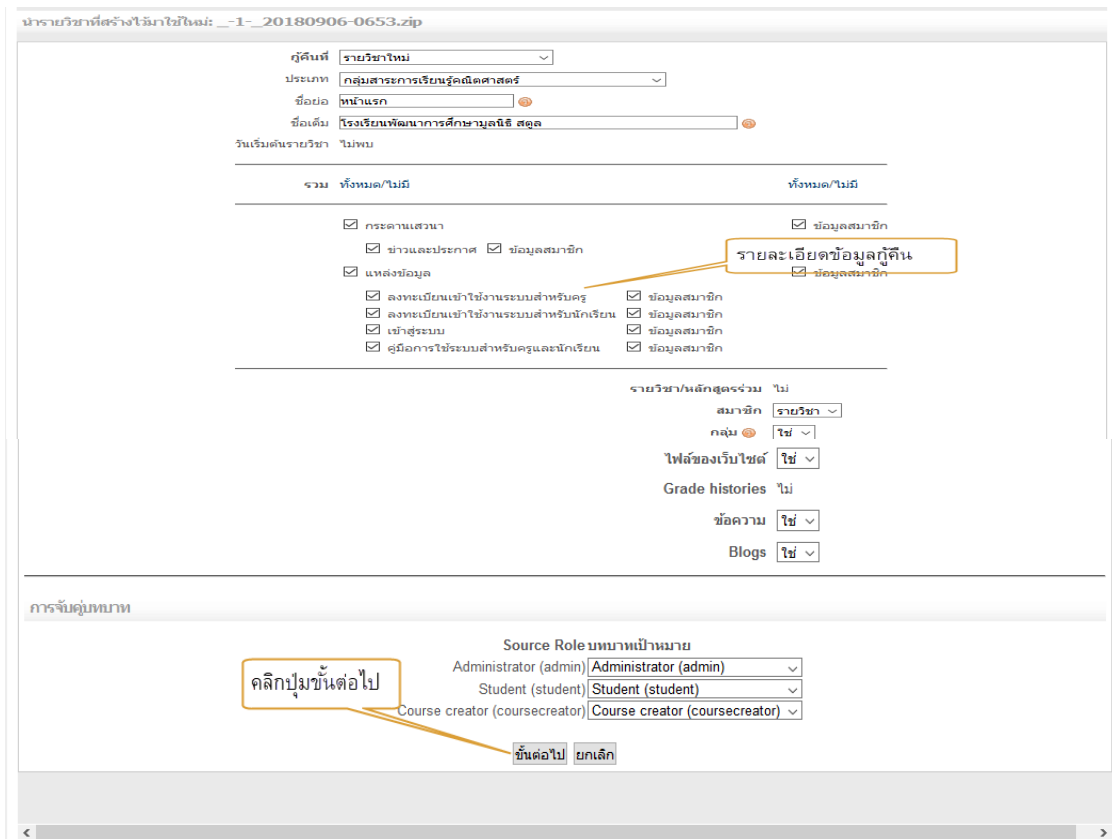 นำรายวิชาที่สร้างไว้มาใช้ใหม่: _-1-_20180906-0653.zip
กู้คืนที่ รายวิชาใหม่
ประเภท กลุ่มสาระการเรียนรู้คณิตศาสตร์
ชื่อย่อ หน้าแรก
ชื่อเต็ม โรงเรียนพัฒนาการศึกษามูลนิธิ สตูล
วันเริ่มต้นรายวิชา ไม่พบ
รวม ทั้งหมด/ไม่มี ทั้งหมด/ไม่มี
กระดานเสวนา ข้อมูลสมาชิก
ข่าวและประกาศ ข้อมูลสมาชิก
รายละเอียดข้อมูลกู้คืน
แหล่งข้อมูล ข้อมูลสมาชิก
ลงทะเบียนเข้าใช้งานระบบสำหรับครู ข้อมูลสมาชิก
ลงทะเบียนเข้าใช้งานระบบสำหรับนักเรียน ข้อมูลสมาชิก
เข้าสู่ระบบ ข้อมูลสมาชิก
คู่มือการใช้ระบบสำหรับครูและนักเรียน ข้อมูลสมาชิก
รายวิชา/หลักสูตรร่วม ไม่
สมาชิก รายวิชา
กลุ่ม ใช่
ไฟล์ของเว็บไซต์ ใช่
Grade histories ไม่
ข้อความ ใช่
Blogs ใช่
การจับคู่บทบาท
Source Role บทบาทเป้าหมาย
Administrator (admin) Administrator (admin)
คลิกปุ่มขั้นต่อไป
Student (student) Student (student)
Course creator (coursecreator) Course creator (coursecreator)
ขั้นต่อไป ยกเลิก